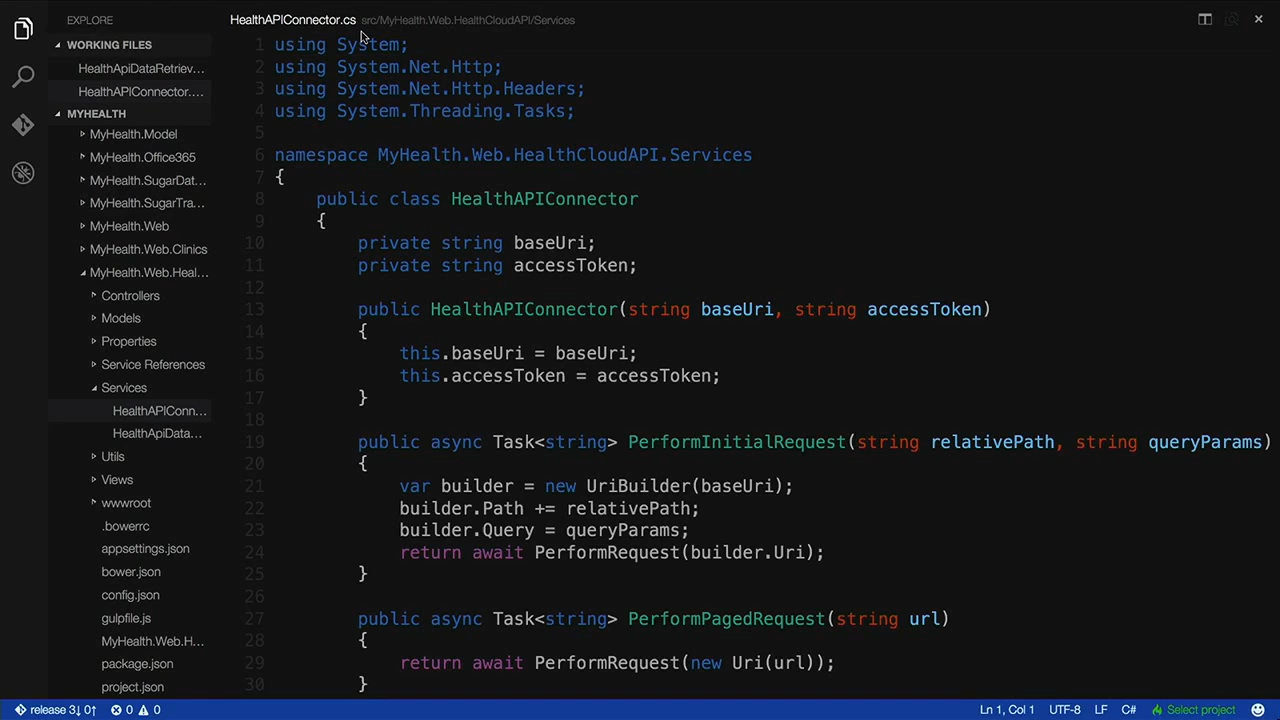 EXPLORE
WORKING FILES
HealthApiDataRetriev...
HealthAPIConnector....
MYHEALTH
MyHealth.Model
MyHealth.Office365
MyHealth.SugarDat...
MyHealth.SugarTra...
MyHealth.Web
MyHealth.Web.Clinics
MyHealth.Web.Heal...
Controllers
Models
Properties
Service References
Services
HealthAPIConn...
HealthApiData...
Utils
Views
wwwroot
.bowerrc
appsettings.json
bower.json
config.json
gulpfile.js
MyHealth.Web.H...
package.json
project.json
HealthAPIConnector.cs src/MyHealth.Web.HealthCloudAPI/Services
1 using System;
2 using System.Net.Http;
3 using System.Net.Http.Headers;
4 using System.Threading.Tasks;
5
6 namespace MyHealth.Web.HealthCloudAPI.Services
7 {
8 public class HealthAPIConnector
9 {
10 private string baseUri;
11 private string accessToken;
12
13 public HealthAPIConnector(string baseUri, string accessToken)
14 {
15 this.baseUri = baseUri;
16 this.accessToken = accessToken;
17 }
18
19 public async Task<string> PerformInitialRequest(string relativePath, string queryParams)
20 {
21 var builder = new UriBuilder(baseUri);
22 builder.Path += relativePath;
23 builder.Query = queryParams;
24 return await PerformRequest(builder.Uri);
25 }
26
27 public async Task<string> PerformPagedRequest(string url)
28 {
29 return await PerformRequest(new Uri(url));
30 }
release 3↓ 0↑ 0 0 Ln 1, Col 1 UTF-8 LF C# Select project